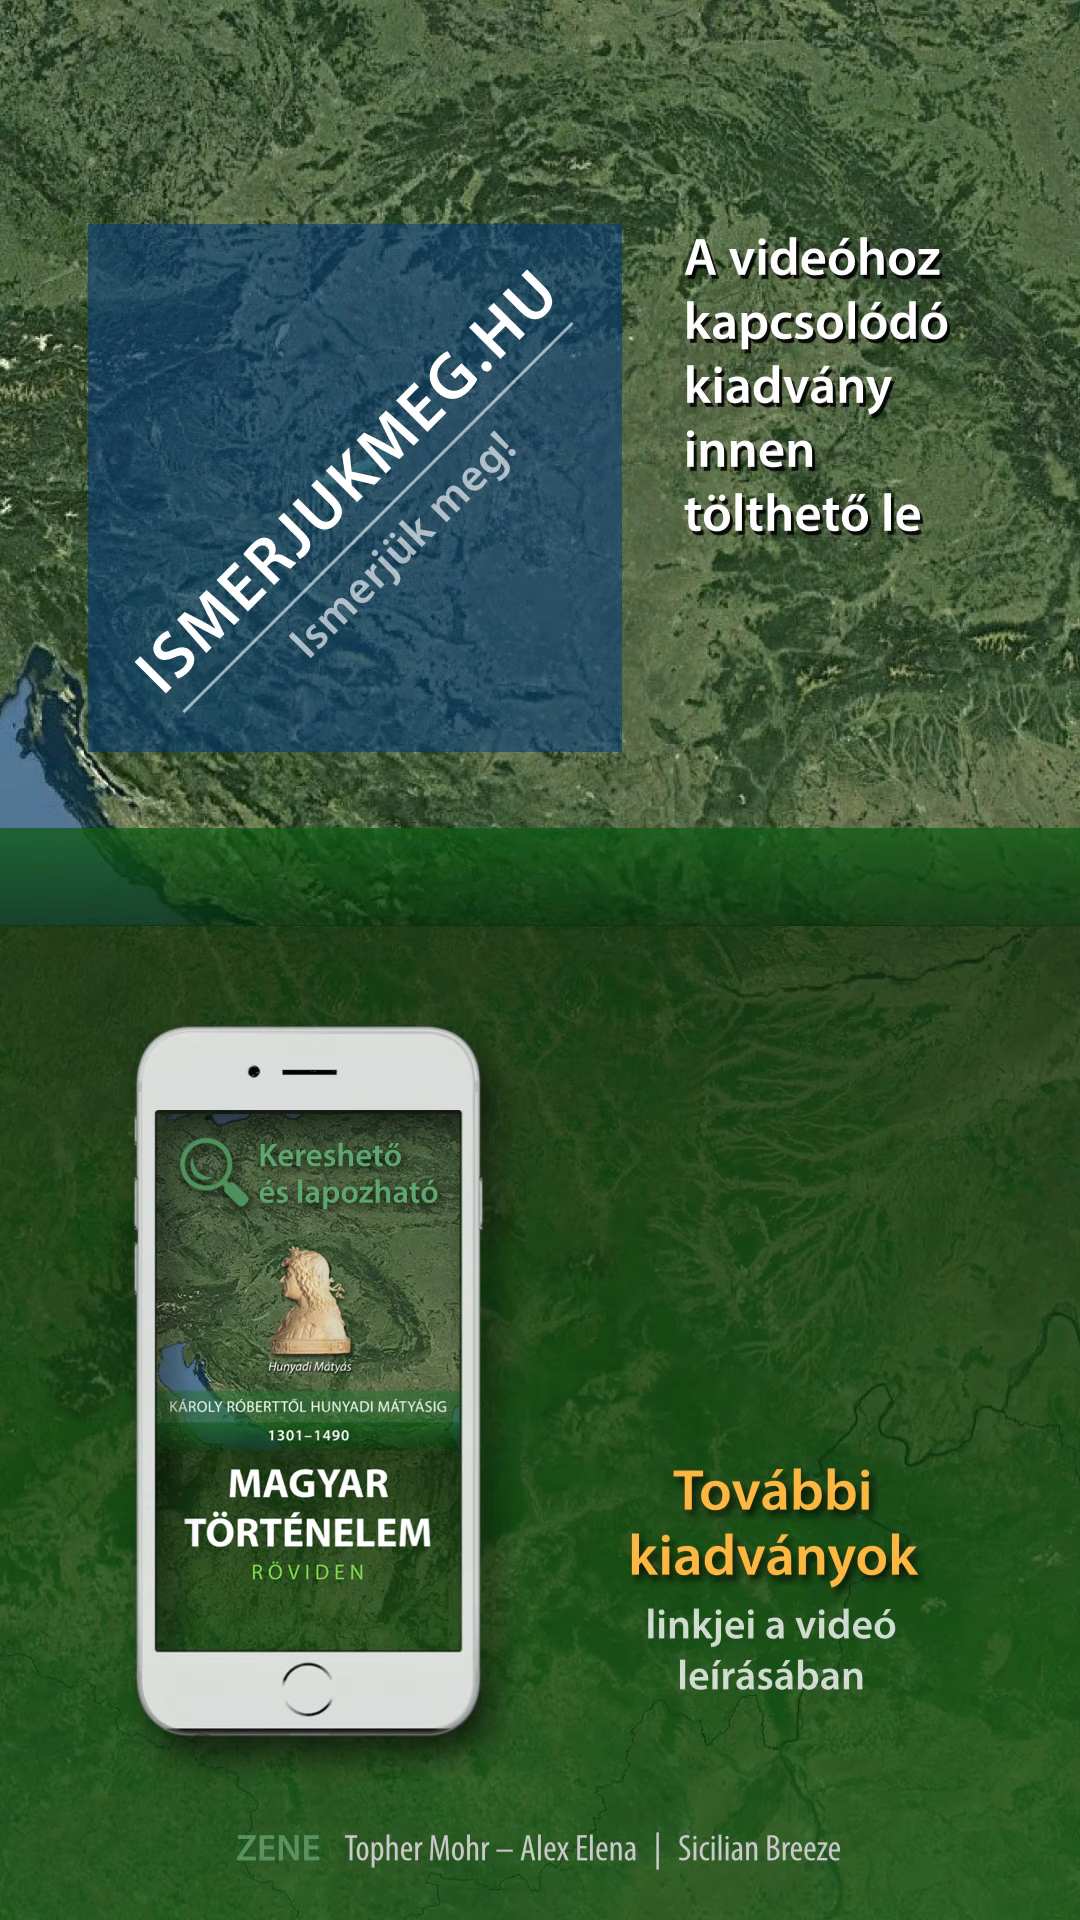 ISMERJUKMEG.HU
Ismerjük meg!
A videóhoz
kapcsolódó
kiadvány
innen
tölthető le
Kereshető
és lapozható
Hunyadi Mátyás
KÁROLY RÓBERTTŐL HUNYADI MÁTYÁSIG
1301–1490
MAGYAR
TÖRTÉNELEM
RÖVIDEN
További
kiadványok
linkjei a videó
leírásában
ZENE Topher Mohr – Alex Elena | Sicilian Breeze